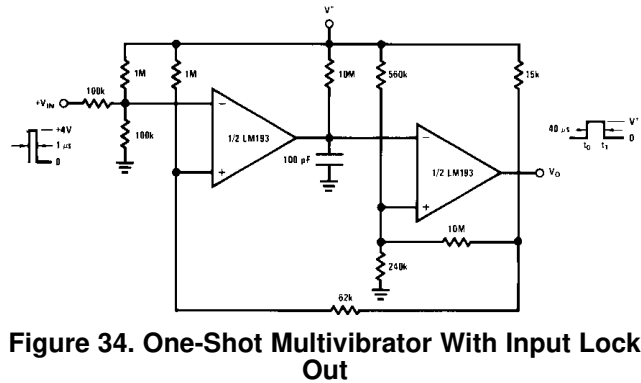 V+
1M
1M
10M
560k
15k
100k
+VIN
100k
+4V
1 μs
0
−
1/2 LM193
+
100 pF
−
1/2 LM193
+
VO
40 μs
V+
0
t0
t1
10M
240k
62k
Figure 34. One-Shot Multivibrator With Input Lock
Out